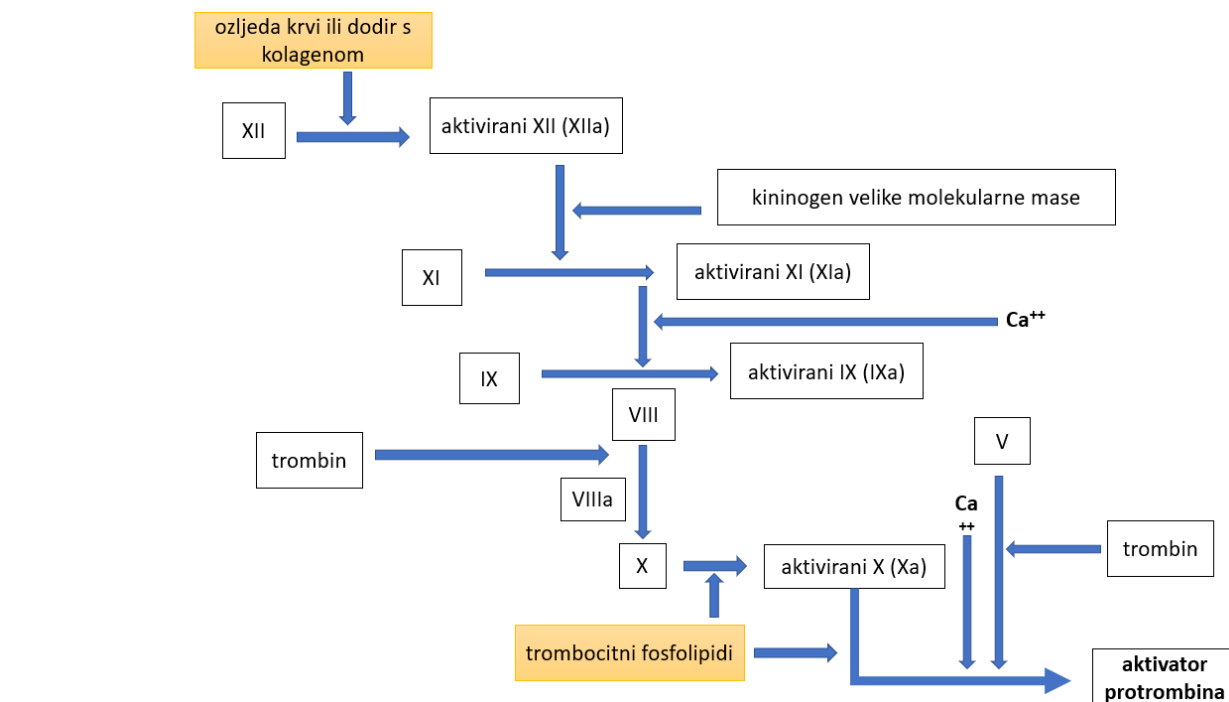 ozljeda krvi ili dodir s
kolagenom
XII
aktivirani XII (XIIa)
kininogen velike molekularne mase
XI
aktivirani XI (XIa)
Ca⁺⁺
IX
aktivirani IX (IXa)
VIII
trombin
V
VIIIa
Ca
++
trombin
X
aktivirani X (Xa)
trombocitni fosfolipidi
aktivator
protrombina